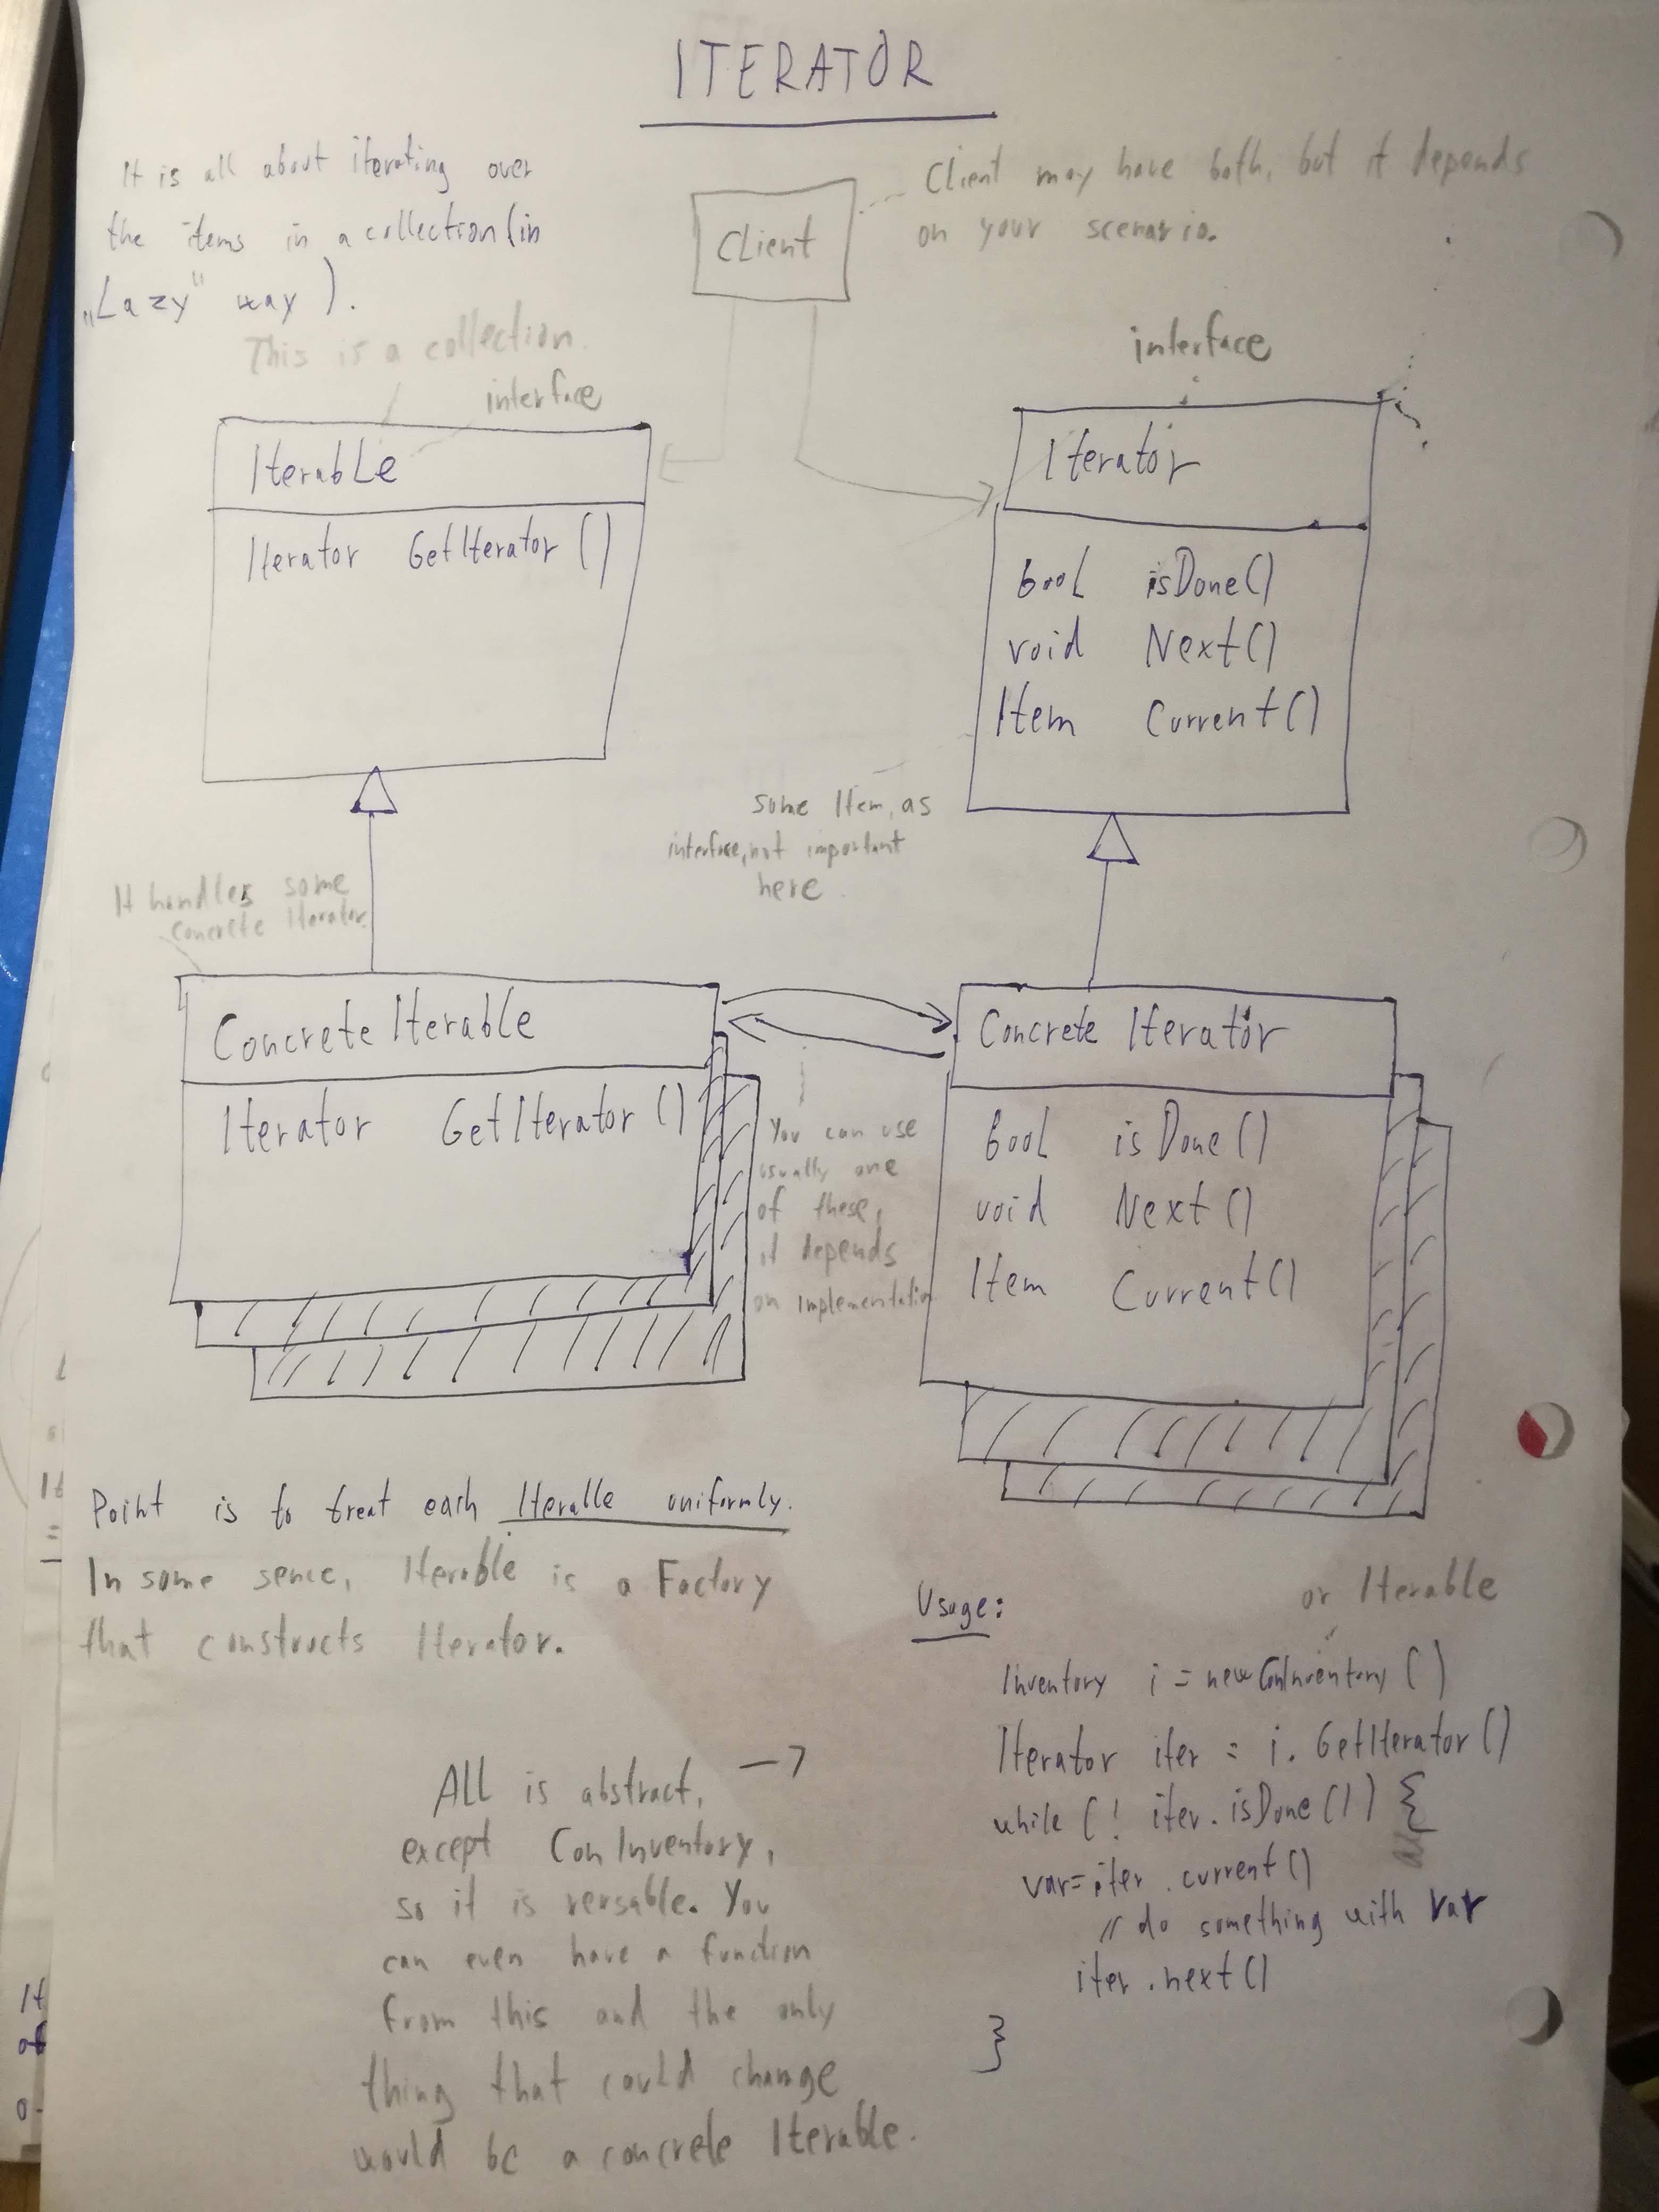 ITERATOR
It is all about iterating over
the items in a collection (in
„Lazy" way ).
Client
Client may have both, but it depends
on your scenario.
This is a collection.
interface
IterabLe
Iterator GetIterator()
interface
Iterator
bool isDone()
void Next()
Item Current()
some Item, as
interface, not important
here.
It handles some
concrete Iterator.
Concrete Iterable
Iterator GetIterator()
You can use
usually one
of these,
it depends
on implementation
Concrete Iterator
bool isDone()
void Next()
Item Current()
Point is to treat each Iteralle uniformly.
In some sence, Iterable is a Factory
that constructs Iterator.
Usage:
or Iterable
Inventory i = new ConInventory()
Iterator iter = i. GetIterator()
while (! iter.isDone()) {
var=iter.current()
// do something with var
iter.next()
}
All is abstract, →
except ConInventory,
so it is reusable. You
can even have a function
from this and the only
thing that could change
would be a concrete Iterable.
It
It
0-